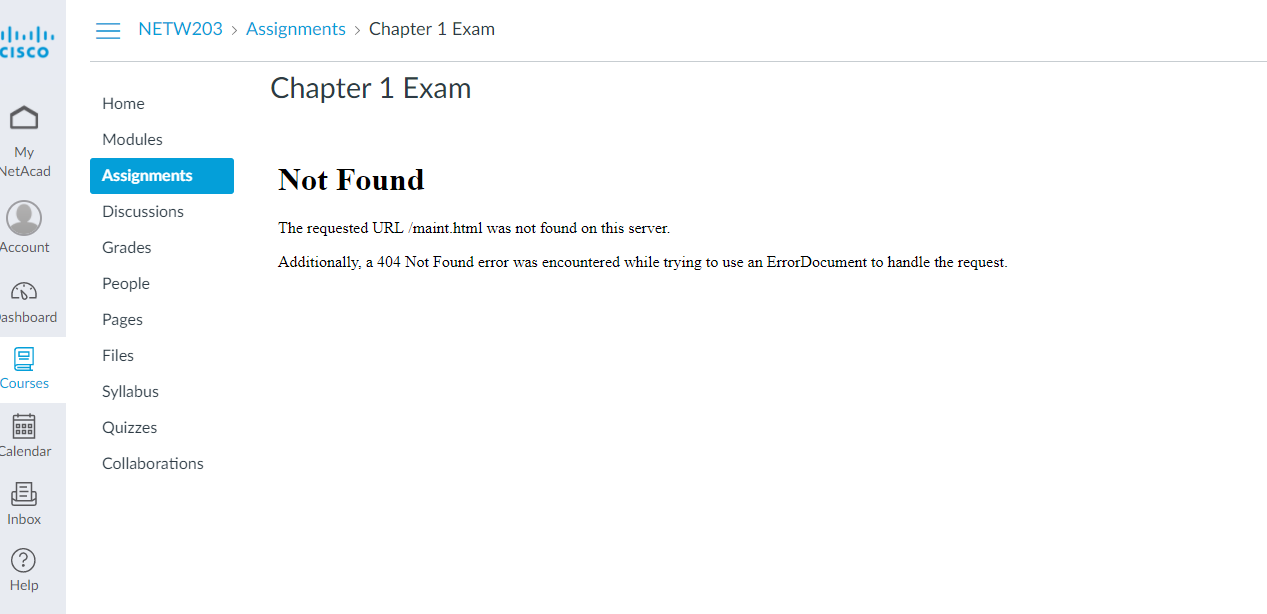 CISCO
My
NetAcad
Account
Dashboard
Courses
Calendar
Inbox
Help
NETW203 > Assignments > Chapter 1 Exam
Home
Modules
Assignments
Discussions
Grades
People
Pages
Files
Syllabus
Quizzes
Collaborations
Chapter 1 Exam
Not Found
The requested URL /maint.html was not found on this server.
Additionally, a 404 Not Found error was encountered while trying to use an ErrorDocument to handle the request.